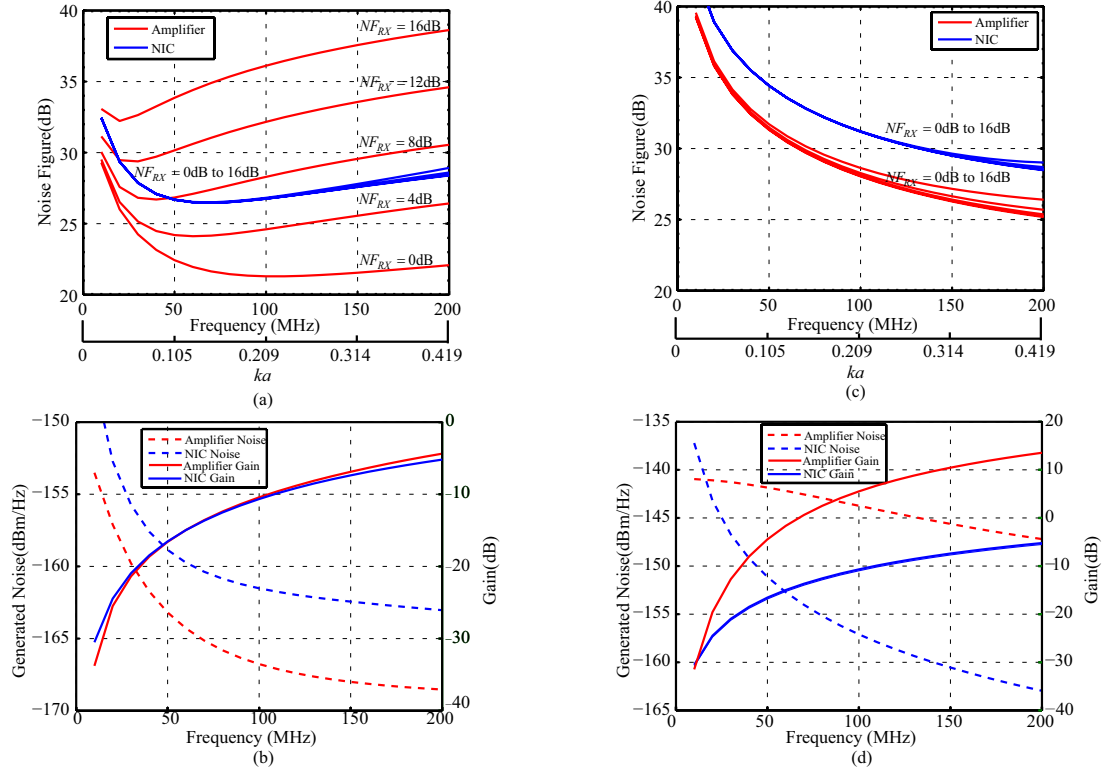 40
35
30
25
20
Noise Figure(dB)
Amplifier
NIC
NF_RX = 16dB
NF_RX = 12dB
NF_RX = 8dB
NF_RX = 0dB to 16dB
NF_RX = 4dB
NF_RX = 0dB
0 50 100 150 200
Frequency (MHz)
0 0.105 0.209 0.314 0.419
ka
(a)
40
35
30
25
20
Noise Figure(dB)
Amplifier
NIC
NF_RX = 0dB to 16dB
NF_RX = 0dB to 16dB
0 50 100 150 200
Frequency (MHz)
0 0.105 0.209 0.314 0.419
ka
(c)
−150
−155
−160
−165
−170
Generated Noise(dBm/Hz)
Amplifier Noise
NIC Noise
Amplifier Gain
NIC Gain
0
−10
−20
−30
−40
Gain(dB)
0 50 100 150 200
Frequency (MHz)
(b)
−135
−140
−145
−150
−155
−160
−165
Generated Noise(dBm/Hz)
Amplifier Noise
NIC Noise
Amplifier Gain
NIC Gain
20
10
0
−10
−20
−30
−40
Gain(dB)
0 50 100 150 200
Frequency (MHz)
(d)